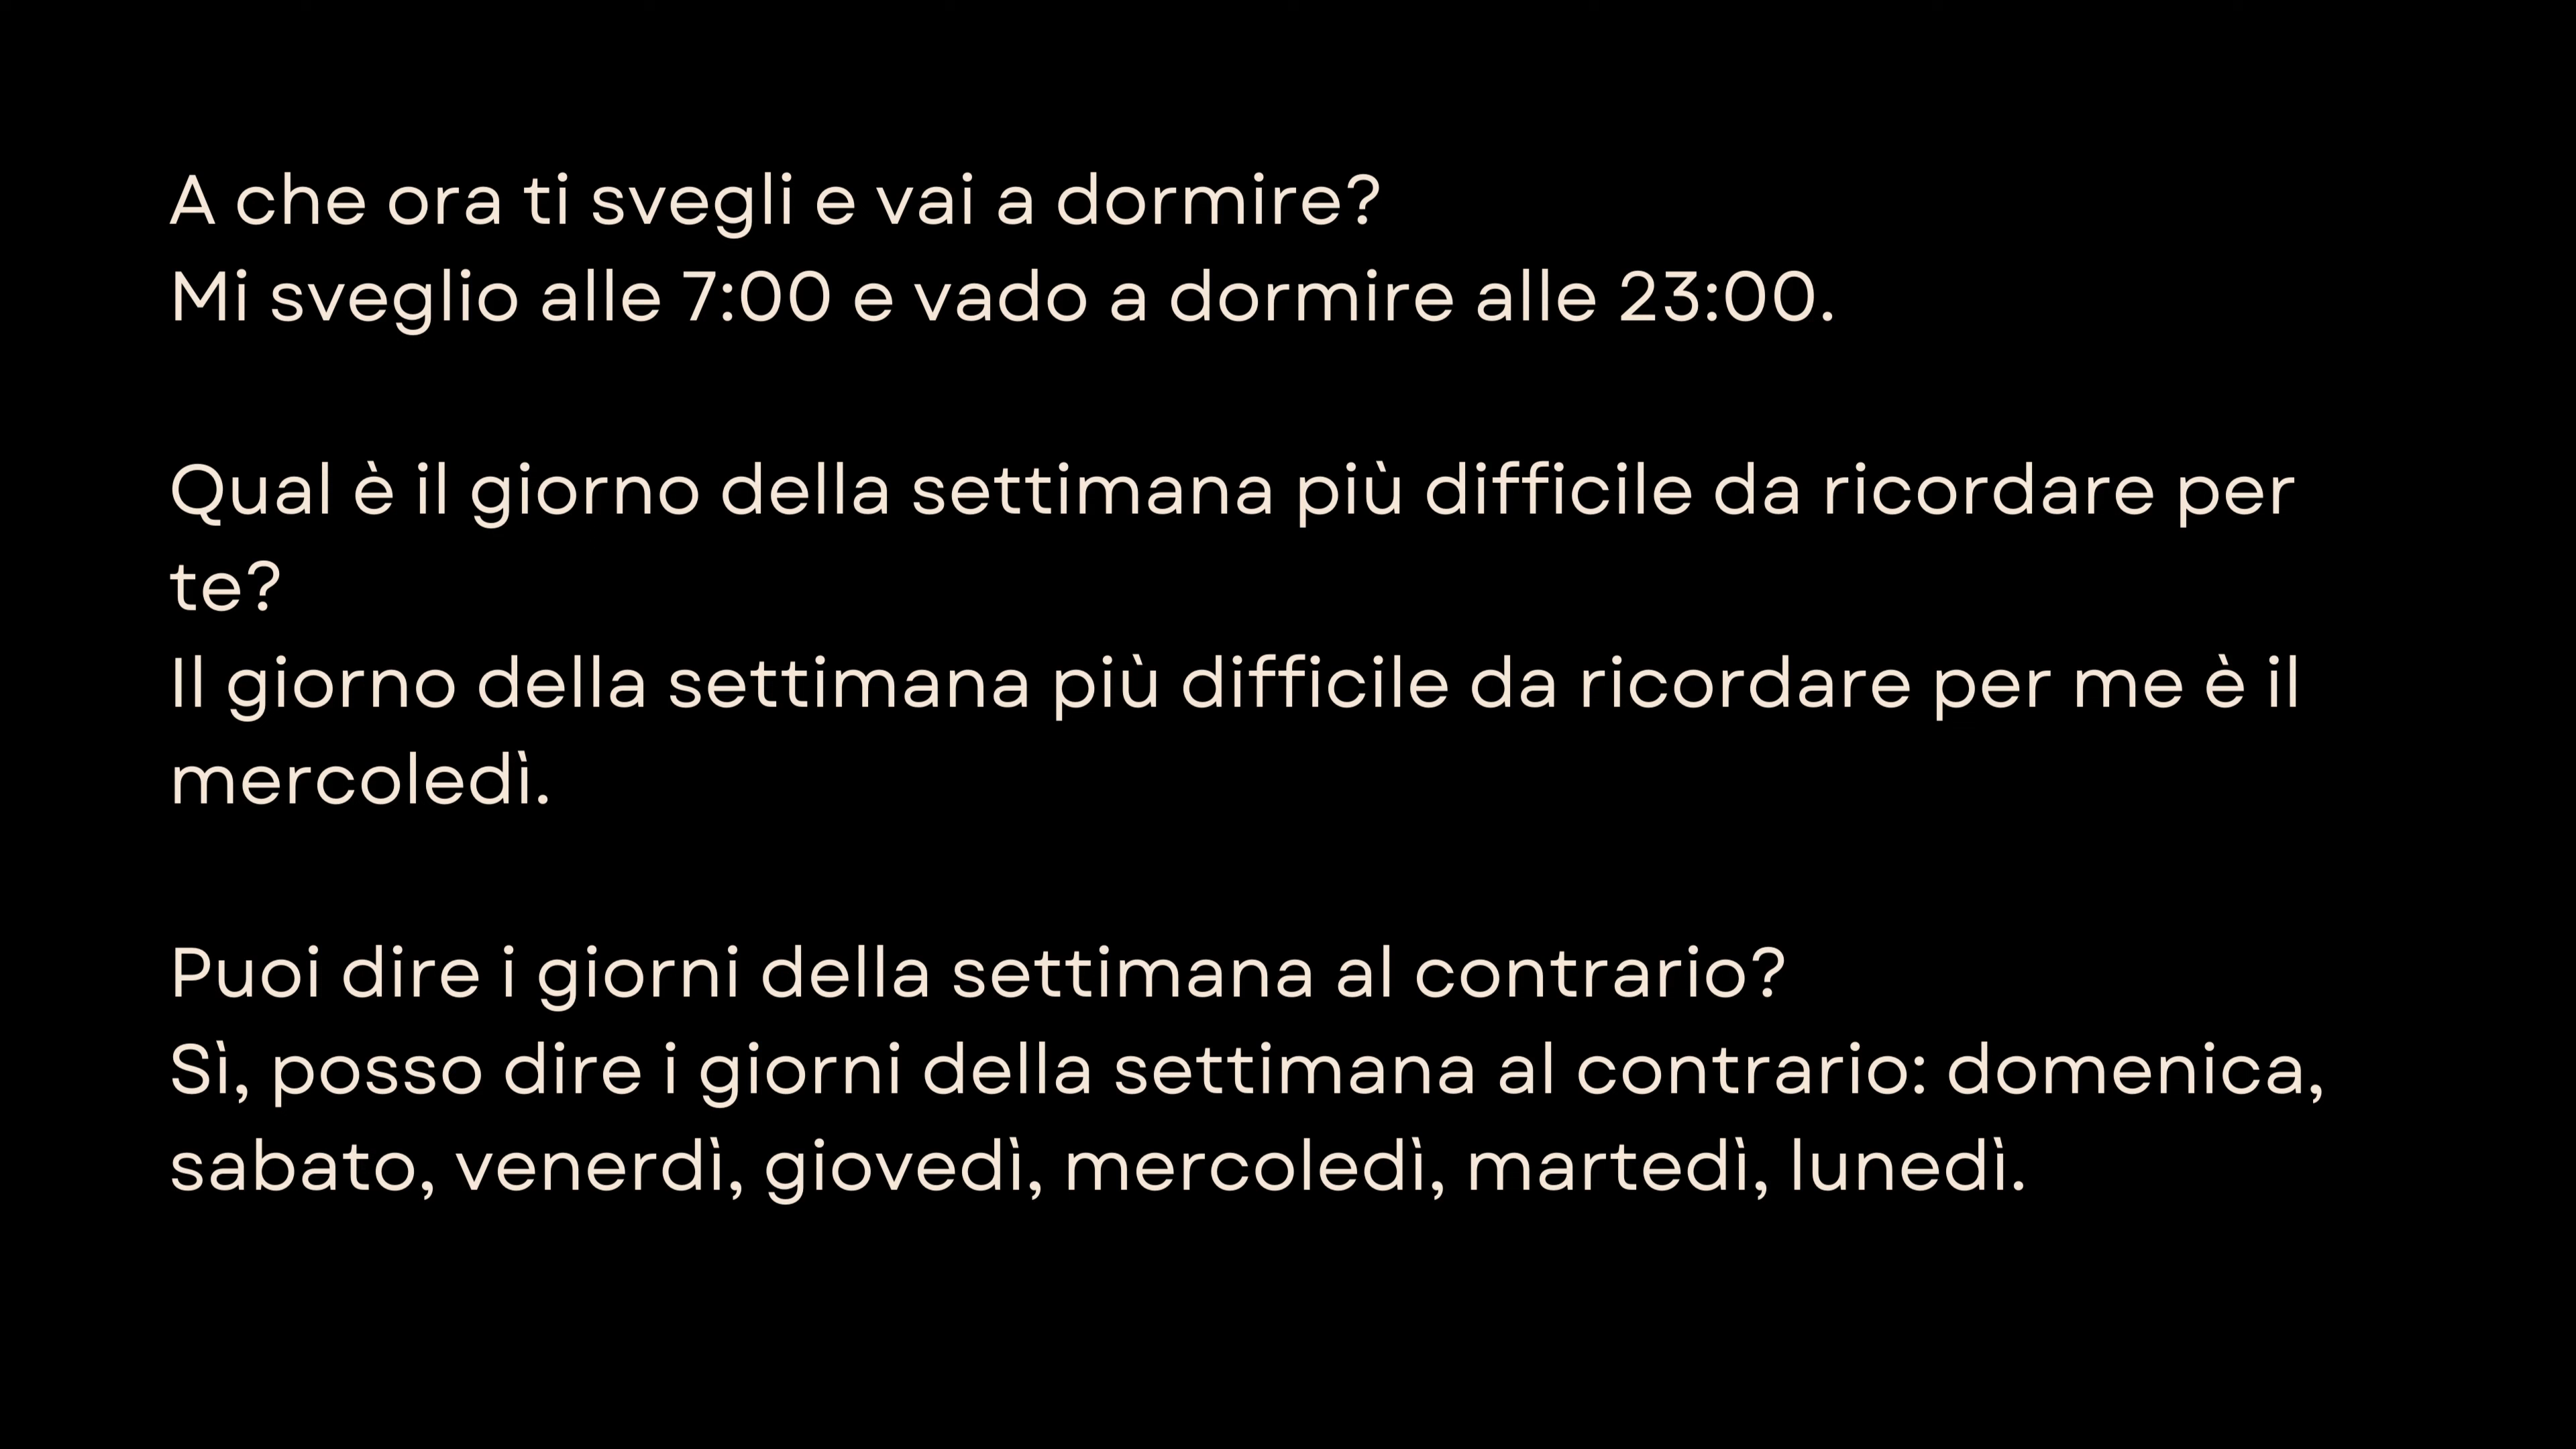 A che ora ti svegli e vai a dormire?
Mi sveglio alle 7:00 e vado a dormire alle 23:00.
Qual è il giorno della settimana più difficile da ricordare per
te?
Il giorno della settimana più difficile da ricordare per me è il
mercoledì.
Puoi dire i giorni della settimana al contrario?
Sì, posso dire i giorni della settimana al contrario: domenica,
sabato, venerdì, giovedì, mercoledì, martedì, lunedì.